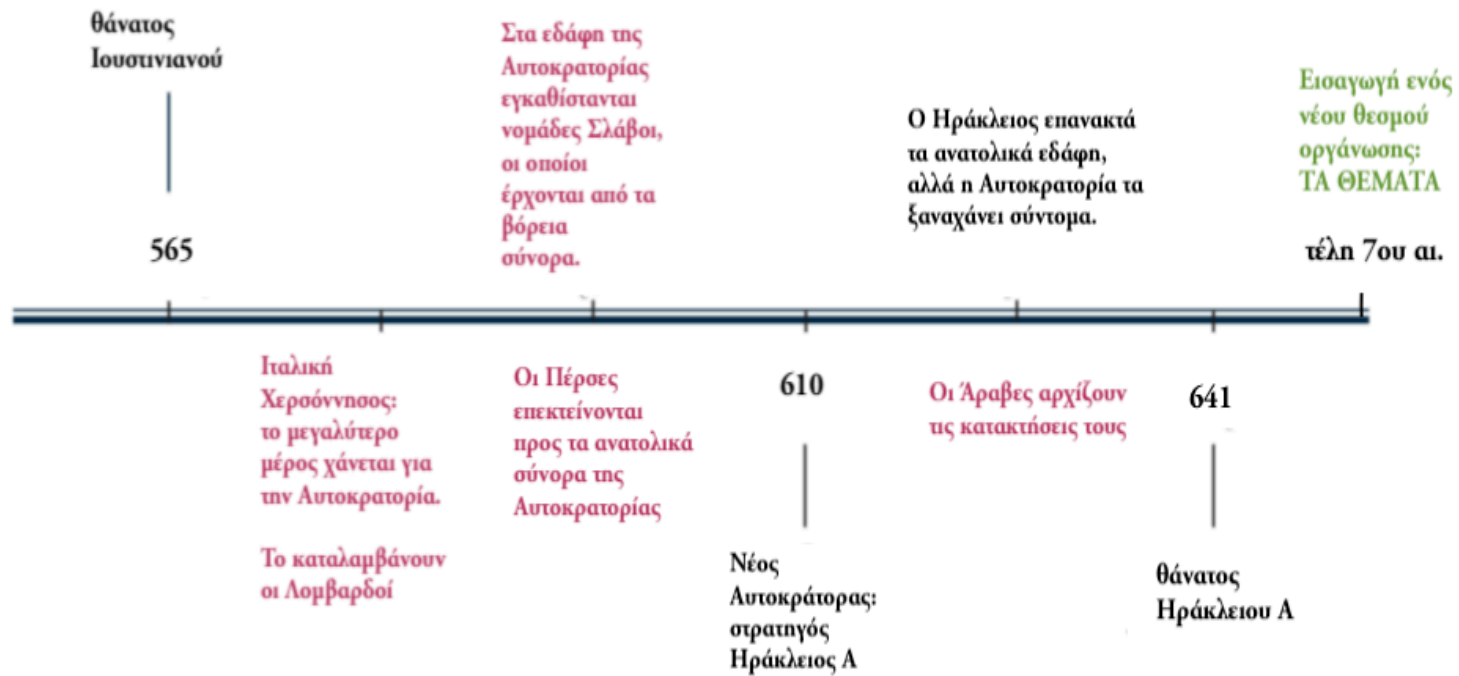 θάνατος
Ιουστινιανού
565
Στα εδάφη της
Αυτοκρατορίας
εγκαθίστανται
νομάδες Σλάβοι,
οι οποίοι
έρχονται από τα
βόρεια
σύνορα.
Ο Ηράκλειος επανακτά
τα ανατολικά εδάφη,
αλλά η Αυτοκρατορία τα
ξαναχάνει σύντομα.
Εισαγωγή ενός
νέου θεσμού
οργάνωσης:
ΤΑ ΘΕΜΑΤΑ
τέλη 7ου αι.
Ιταλική
Χερσόννησος:
το μεγαλύτερο
μέρος χάνεται για
την Αυτοκρατορία.
Το καταλαμβάνουν
οι Λομβαρδοί
Οι Πέρσες
επεκτείνονται
προς τα ανατολικά
σύνορα της
Αυτοκρατορίας
610
Νέος
Αυτοκράτορας:
στρατηγός
Ηράκλειος Α
Οι Άραβες αρχίζουν
τις κατακτήσεις τους
641
θάνατος
Ηράκλειου Α